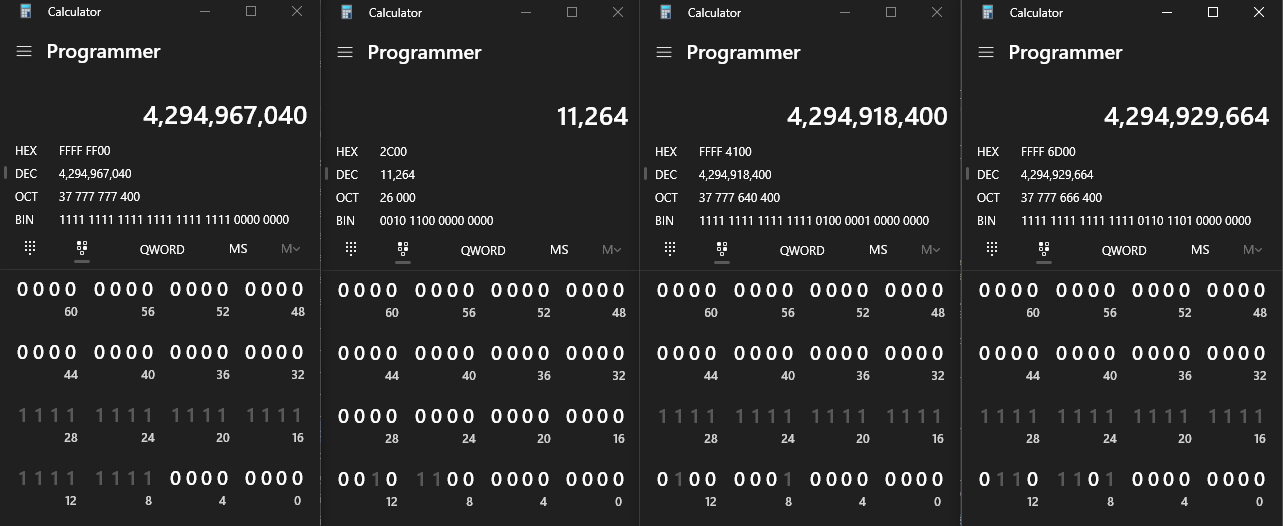 Calculator
Programmer
4,294,967,040
HEX FFFF FF00
DEC 4,294,967,040
OCT 37 777 777 400
BIN 1111 1111 1111 1111 1111 1111 0000 0000
QWORD MS M
0000 0000 0000 0000
60 56 52 48
0000 0000 0000 0000
44 40 36 32
1111 1111 1111 1111
28 24 20 16
1111 1111 0000 0000
12 8 4 0
Calculator
Programmer
11,264
HEX 2C00
DEC 11,264
OCT 26 000
BIN 0010 1100 0000 0000
QWORD MS M
0000 0000 0000 0000
60 56 52 48
0000 0000 0000 0000
44 40 36 32
0000 0000 0000 0000
28 24 20 16
0010 1100 0000 0000
12 8 4 0
Calculator
Programmer
4,294,918,400
HEX FFFF 4100
DEC 4,294,918,400
OCT 37 777 640 400
BIN 1111 1111 1111 1111 0100 0001 0000 0000
QWORD MS M
0000 0000 0000 0000
60 56 52 48
0000 0000 0000 0000
44 40 36 32
1111 1111 1111 1111
28 24 20 16
0100 0001 0000 0000
12 8 4 0
Calculator
Programmer
4,294,929,664
HEX FFFF 6D00
DEC 4,294,929,664
OCT 37 777 666 400
BIN 1111 1111 1111 1111 0110 1101 0000 0000
QWORD MS M
0000 0000 0000 0000
60 56 52 48
0000 0000 0000 0000
44 40 36 32
1111 1111 1111 1111
28 24 20 16
0110 1101 0000 0000
12 8 4 0